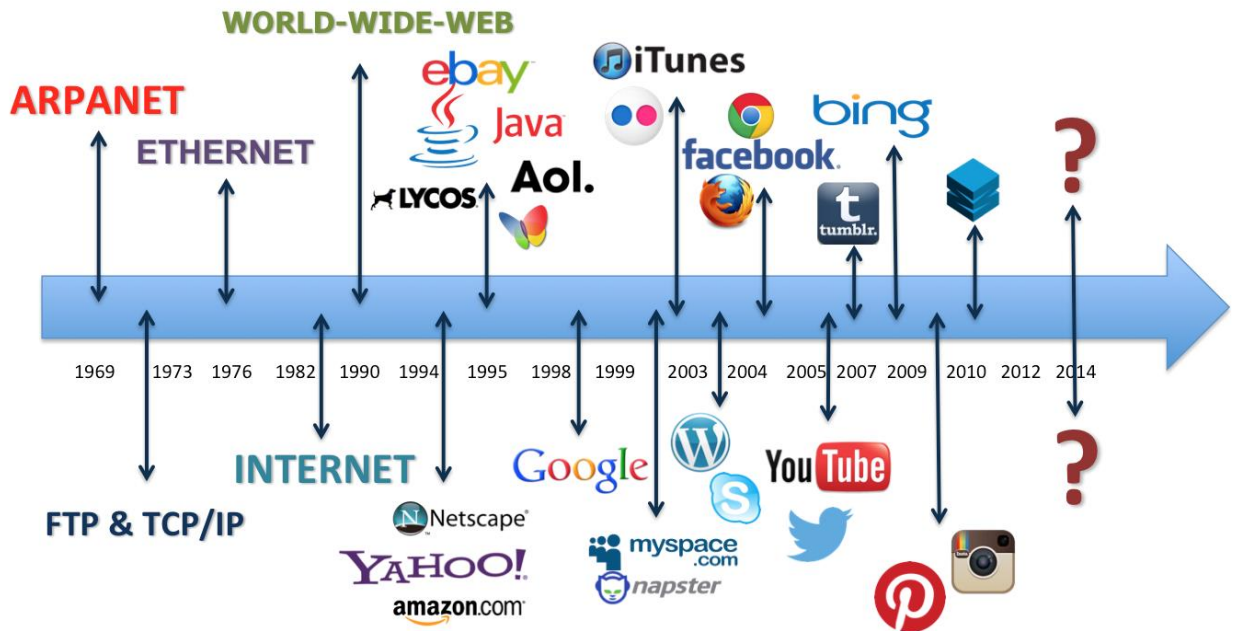 WORLD-WIDE-WEB
ebay
iTunes
ARPANET
Java
bing
?
ETHERNET
facebook.
Aol.
LYCOS
t
tumblr.
1969 1973 1976 1982 1990 1994 1995 1998 1999 2003 2004 2005 2007 2009 2010 2012 2014
W
INTERNET
Google
You Tube
?
S
FTP & TCP/IP
N Netscape
myspace
.com
YAHOO!
napster
amazon.com
P